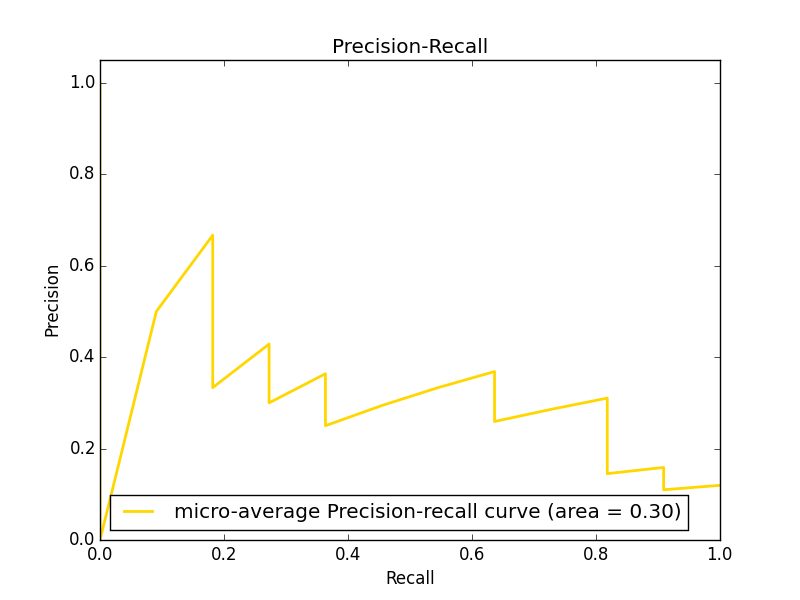 Precision-Recall
1.0
0.8
0.6
0.4
0.2
0.0
Precision
micro-average Precision-recall curve (area = 0.30)
0.0 0.2 0.4 0.6 0.8 1.0
Recall